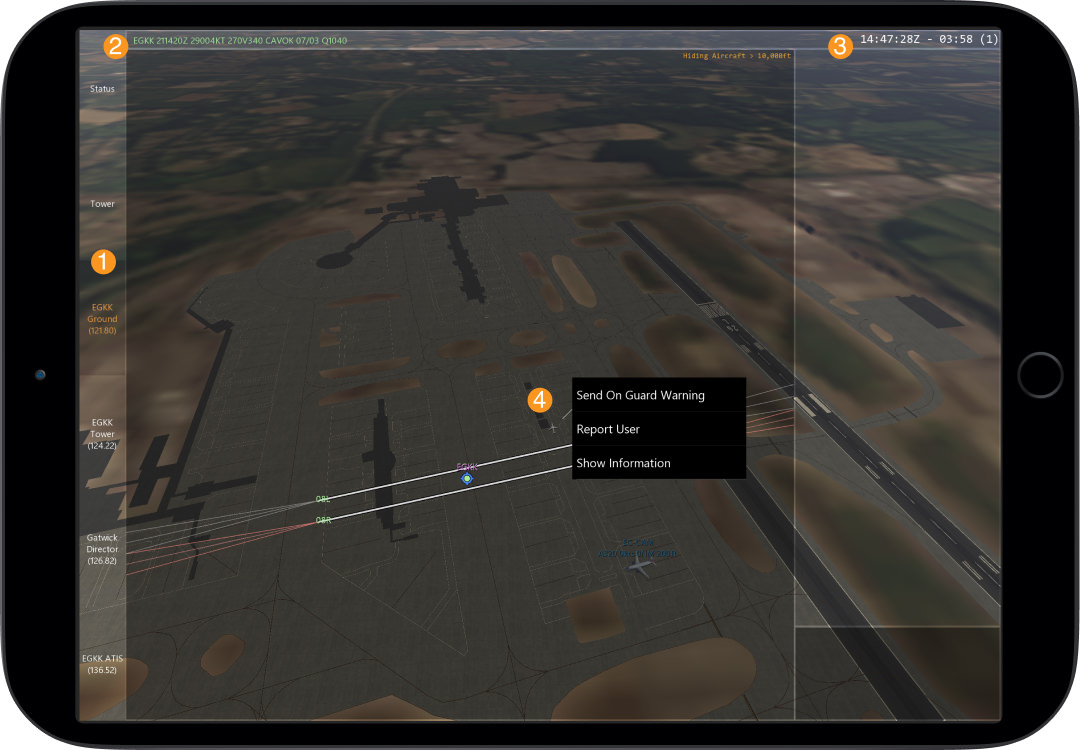 2
EGKK 211420Z 29004KT 270V340 CAVOK 07/03 Q1040
3
14:47:28Z - 03:58 (1)
Hiding Aircraft > 10,000ft
Status
Tower
1
EGKK
Ground
(121.80)
4
Send On Guard Warning
Report User
Show Information
EGKK
Tower
(124.22)
EGKK
08L
08R
Gatwick
Director
(126.82)
EGKK ATIS
(136.52)